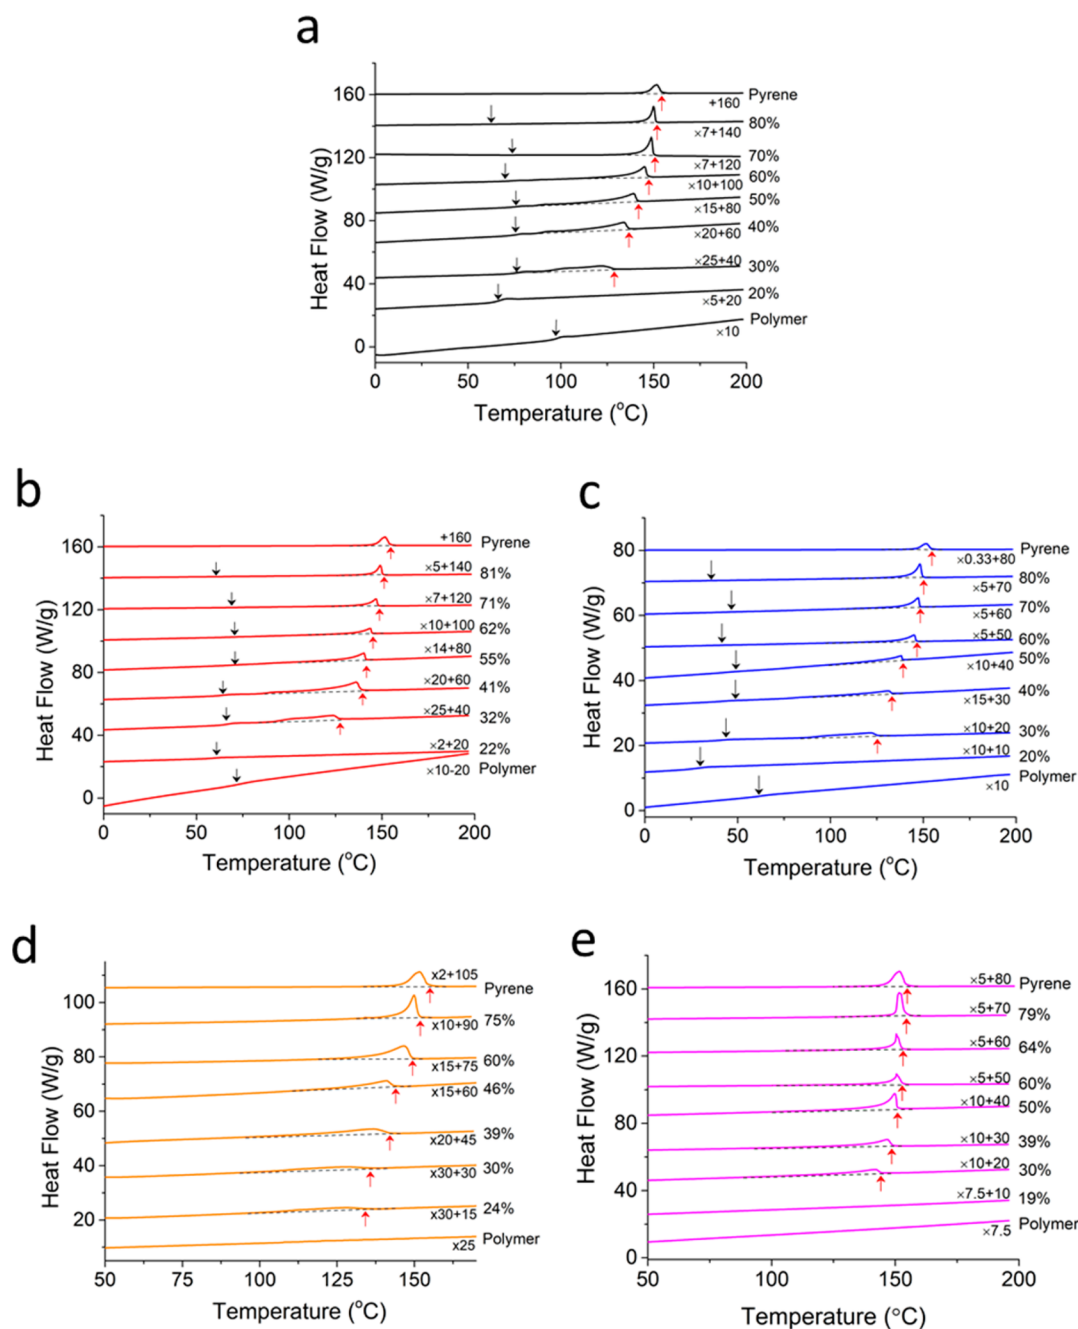 a
Heat Flow (W/g)
160
120
80
40
0
+160 Pyrene
×7+140 80%
×7+120 70%
×10+100 60%
×15+80 50%
×20+60 40%
×25+40 30%
×5+20 20%
×10 Polymer
0 50 100 150 200
Temperature (°C)
b
Heat Flow (W/g)
160
120
80
40
0
+160 Pyrene
×5+140 81%
×7+120 71%
×10+100 62%
×14+80 55%
×20+60 41%
×25+40 32%
×2+20 22%
×10-20 Polymer
0 50 100 150 200
Temperature (°C)
c
Heat Flow (W/g)
80
60
40
20
0
×0.33+80 Pyrene
×5+70 80%
×5+60 70%
×5+50 60%
×10+40 50%
×15+30 40%
×10+20 30%
×10+10 20%
×10 Polymer
0 50 100 150 200
Temperature (°C)
d
Heat Flow (W/g)
100
80
60
40
20
x2+105 Pyrene
x10+90 75%
x15+75 60%
x15+60 46%
x20+45 39%
x30+30 30%
x30+15 24%
x25 Polymer
50 75 100 125 150
Temperature (°C)
e
Heat Flow (W/g)
160
120
80
40
0
×5+80 Pyrene
×5+70 79%
×5+60 64%
×5+50 60%
×10+40 50%
×10+30 39%
×10+20 30%
×7.5+10 19%
×7.5 Polymer
50 100 150 200
Temperature (°C)